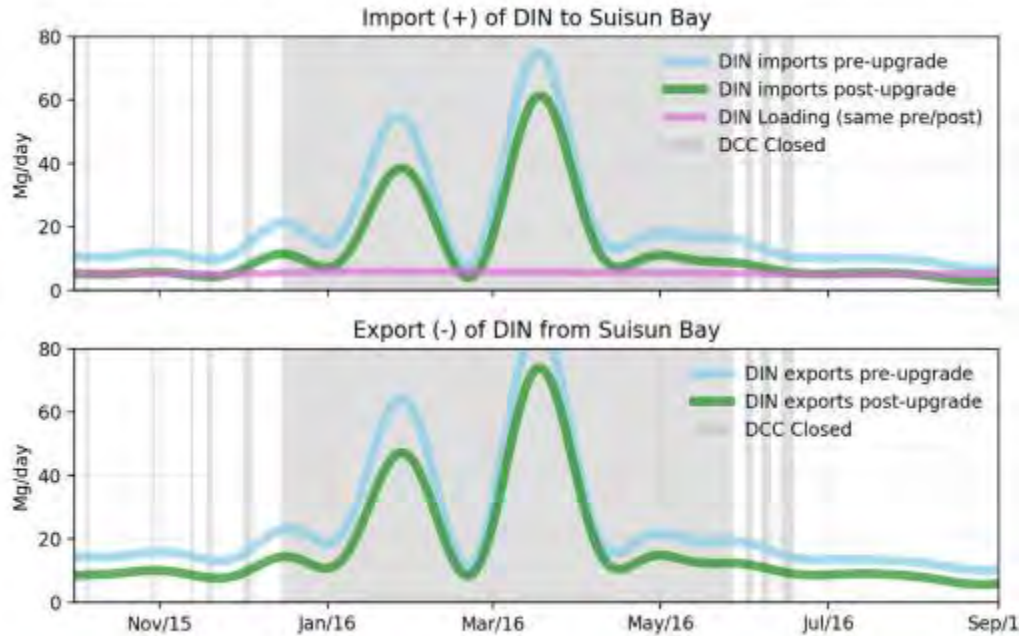 Import (+) of DIN to Suisun Bay
80
60
40
20
0
Mg/day
DIN imports pre-upgrade
DIN imports post-upgrade
DIN Loading (same pre/post)
DCC Closed
Export (-) of DIN from Suisun Bay
80
60
40
20
0
Mg/day
DIN exports pre-upgrade
DIN exports post-upgrade
DCC Closed
Nov/15 Jan/16 Mar/16 May/16 Jul/16 Sep/1